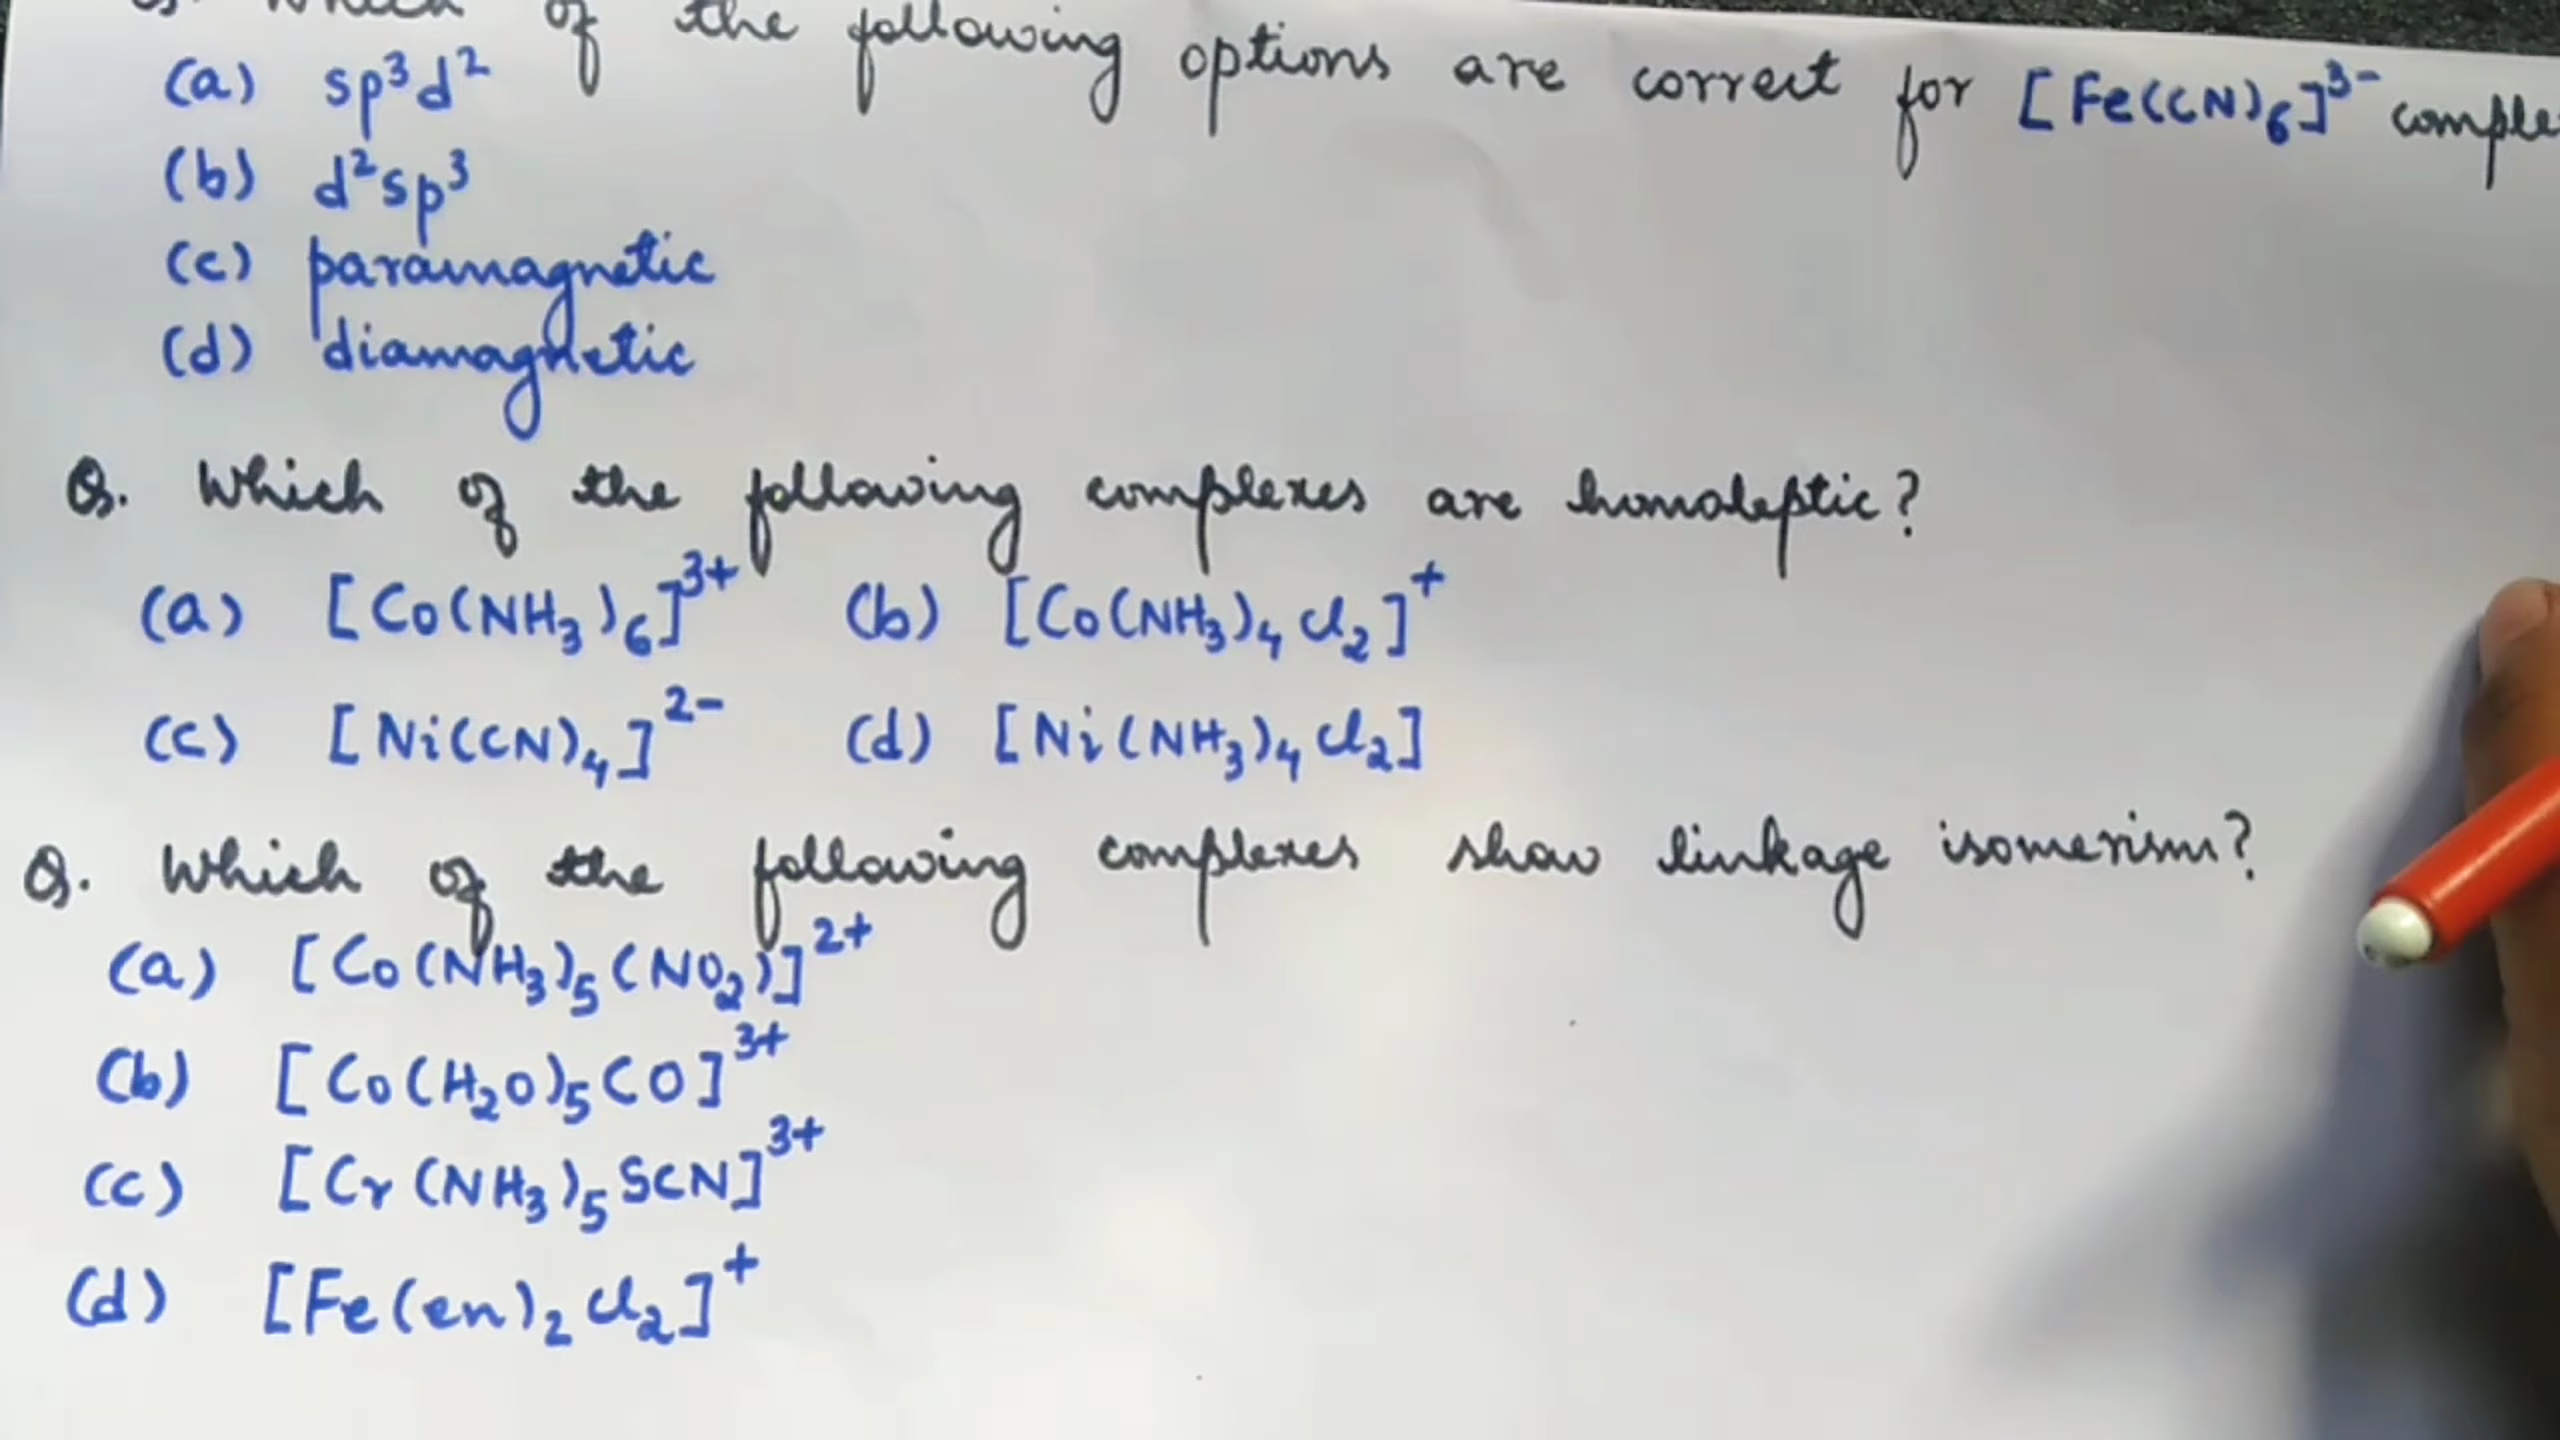 Q. Which of the following options are correct for [Fe(CN)₆]³⁻ comple
(a) sp³d²
(b) d²sp³
(c) paramagnetic
(d) diamagnetic
Q. Which of the following complexes are homoleptic?
(a) [Co(NH₃)₆]³⁺ (b) [Co(NH₃)₄Cl₂]⁺
(c) [Ni(CN)₄]²⁻ (d) [Ni(NH₃)₄Cl₂]
Q. Which of the following complexes show linkage isomerism?
(a) [Co(NH₃)₅(NO₂)]²⁺
(b) [Co(H₂O)₅CO]³⁺
(c) [Cr(NH₃)₅SCN]³⁺
(d) [Fe(en)₂Cl₂]⁺